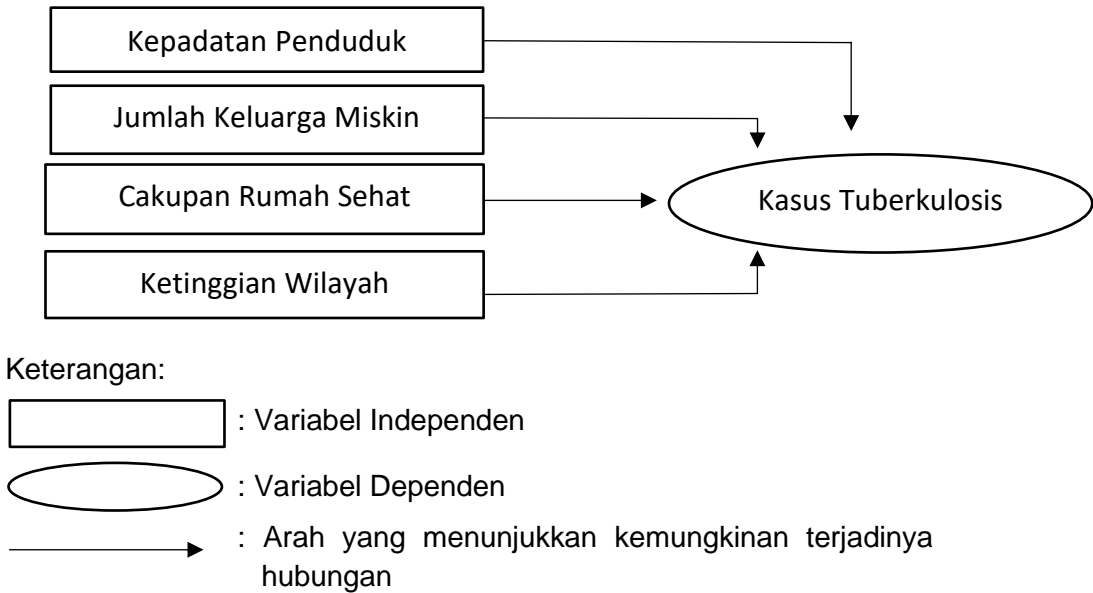 Kepadatan Penduduk
Jumlah Keluarga Miskin
Cakupan Rumah Sehat
Kasus Tuberkulosis
Ketinggian Wilayah
Keterangan:
: Variabel Independen
: Variabel Dependen
: Arah yang menunjukkan kemungkinan terjadinya
hubungan